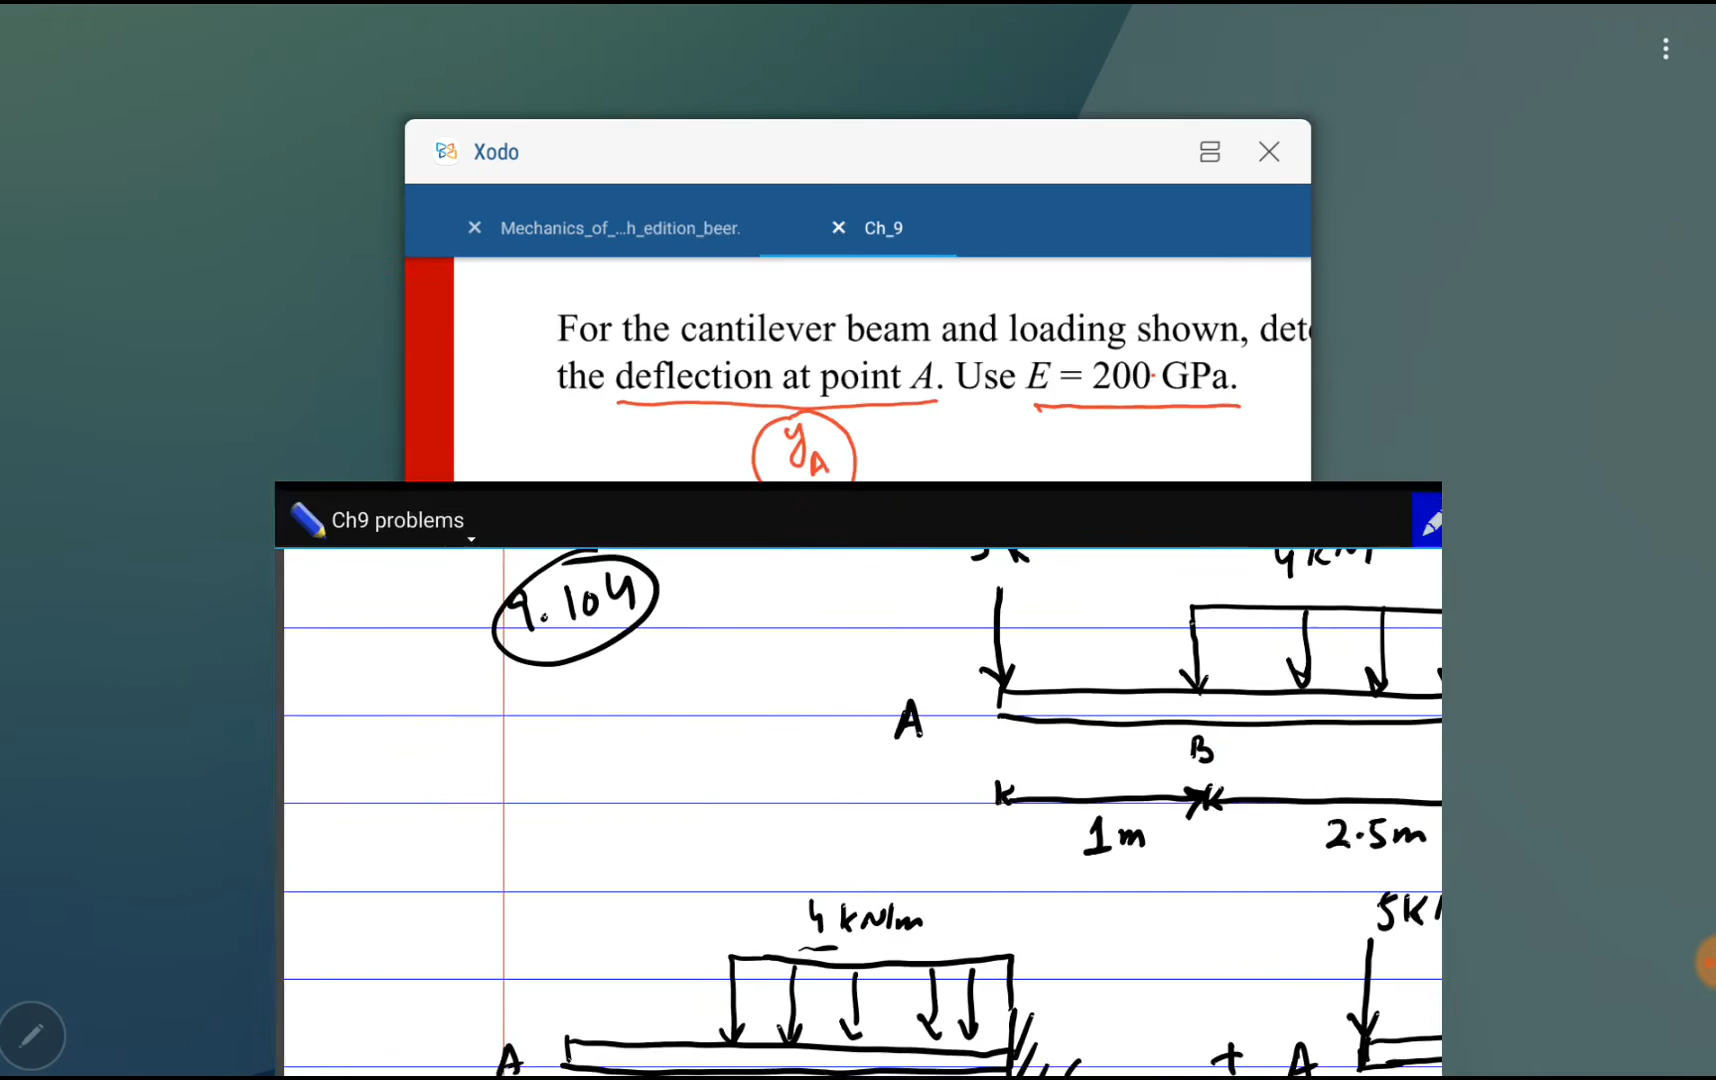 Xodo
Mechanics_of_...h_edition_beer.
Ch_9
For the cantilever beam and loading shown, det
the deflection at point A. Use E = 200 GPa.
yA
Ch9 problems
9.104
A
B
1m
2.5m
4 kN/m
5K
A
+ A